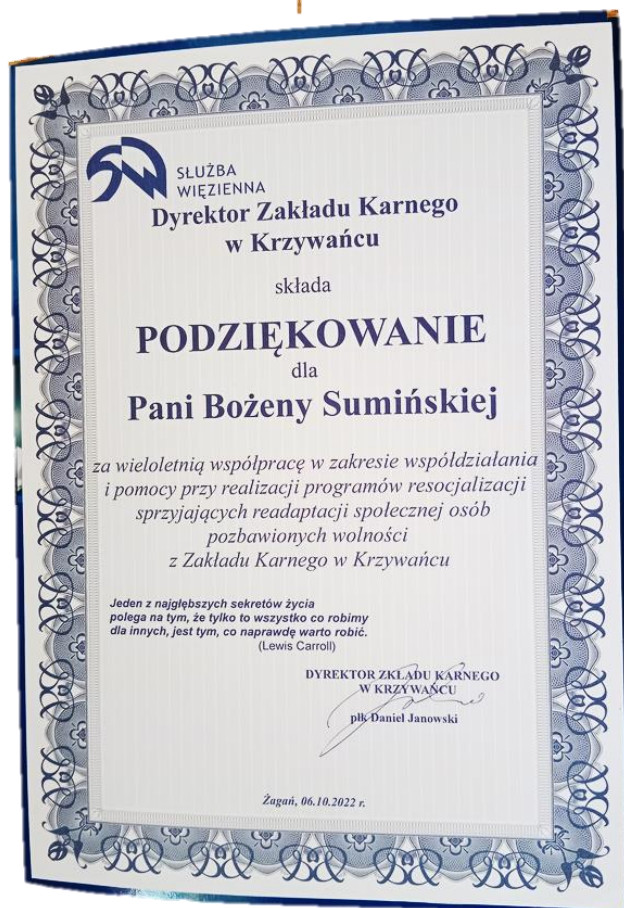 SŁUŻBA
WIĘZIENNA
Dyrektor Zakładu Karnego
w Krzywańcu
składa
PODZIĘKOWANIE
dla
Pani Bożeny Sumińskiej
za wieloletnią współpracę w zakresie współdziałania
i pomocy przy realizacji programów resocjalizacji
sprzyjających readaptacji społecznej osób
pozbawionych wolności
z Zakładu Karnego w Krzywańcu
Jeden z najgłębszych sekretów życia
polega na tym, że tylko to wszystko co robimy
dla innych, jest tym, co naprawdę warto robić.
(Lewis Carroll)
DYREKTOR ZKŁADU KARNEGO
W KRZYWAŃCU
płk Daniel Janowski
Żagań, 06.10.2022 r.